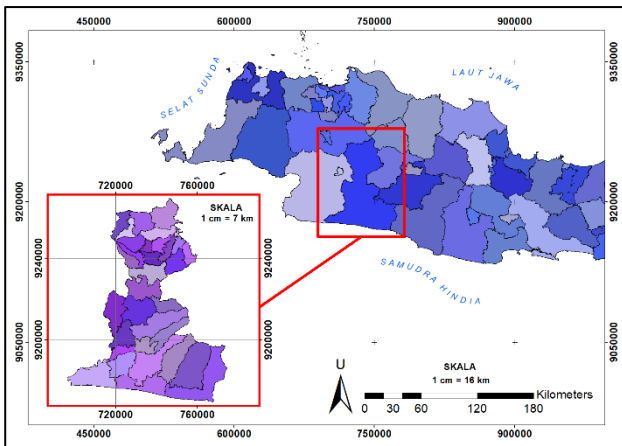 450000 600000 750000 900000
9350000 9350000
SELAT SUNDA
LAUT JAWA
9200000 9200000
720000 760000
SKALA
1 cm = 7 km
9240000 9240000
SAMUDRA HINDIA
9200000 9200000
9050000 9050000
U
SKALA
1 cm = 16 km
Kilometers
0 15 30 60 120 180
720000 760000
450000 600000 750000 900000